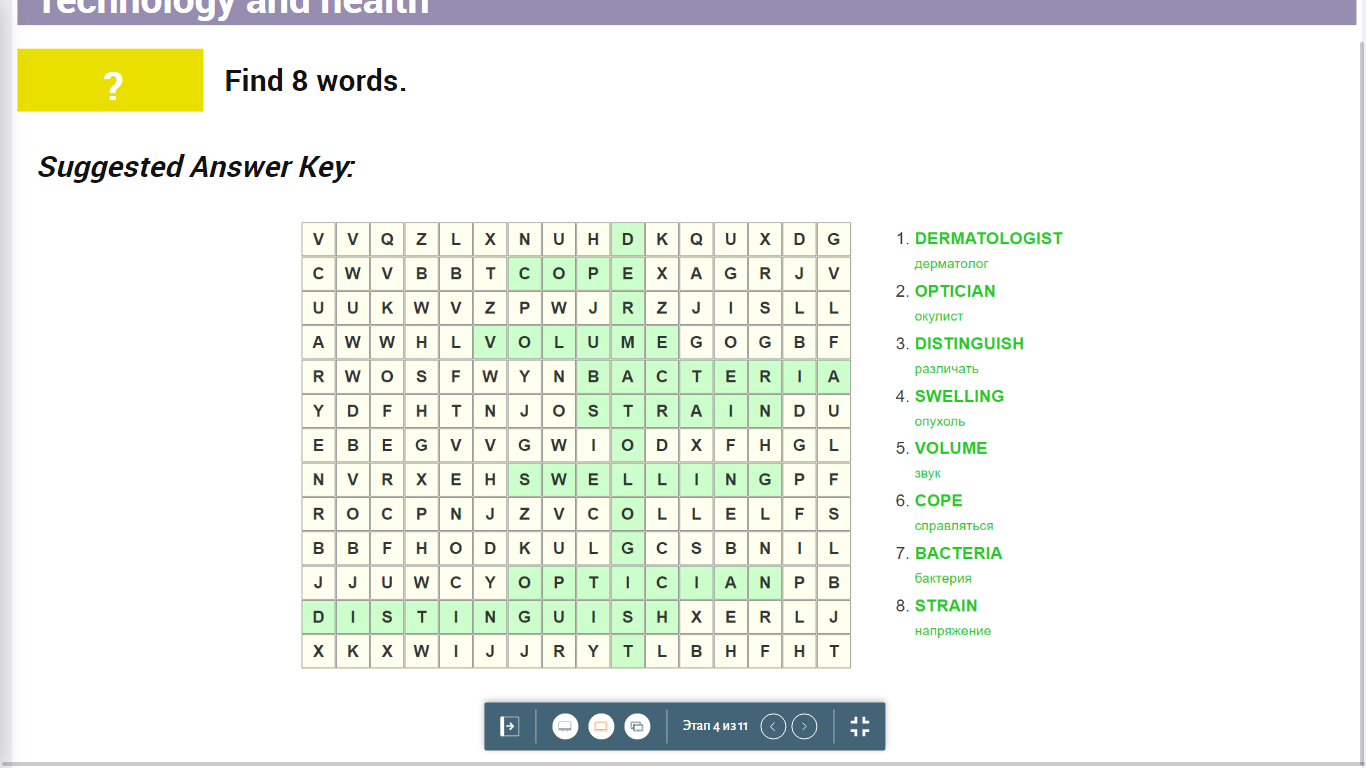 Technology and health
?
Find 8 words.
Suggested Answer Key:
V V Q Z L X N U H D K Q U X D G
C W V B B T C O P E X A G R J V
U U K W V Z P W J R Z J I S L L
A W W H L V O L U M E G O G B F
R W O S F W Y N B A C T E R I A
Y D F H T N J O S T R A I N D U
E B E G V V G W I O D X F H G L
N V R X E H S W E L L I N G P F
R O C P N J Z V C O L L E L F S
B B F H O D K U L G C S B N I L
J J U W C Y O P T I C I A N P B
D I S T I N G U I S H X E R L J
X K X W I J J R Y T L B H F H T
1. DERMATOLOGIST
дерматолог
2. OPTICIAN
окулист
3. DISTINGUISH
различать
4. SWELLING
опухоль
5. VOLUME
звук
6. COPE
справляться
7. BACTERIA
бактерия
8. STRAIN
напряжение
Этап 4 из 11